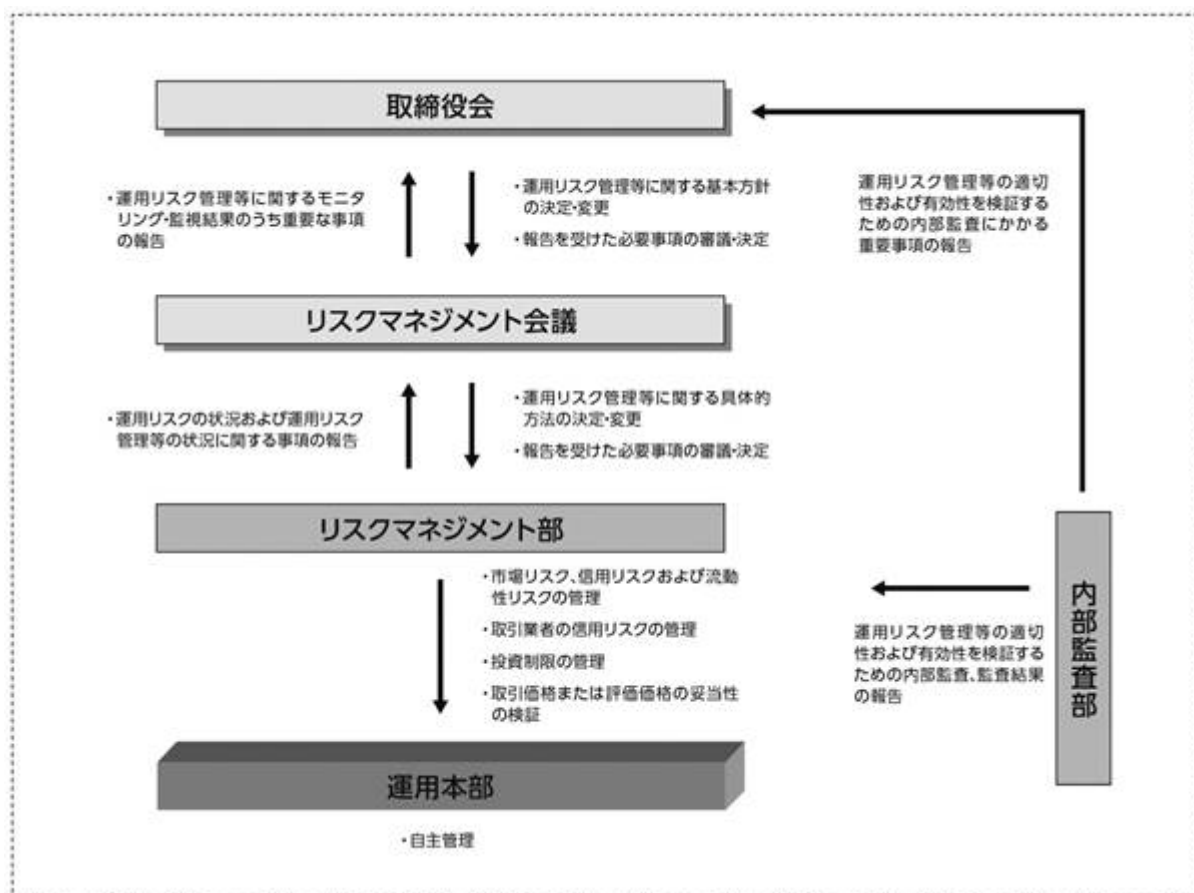 取締役会
・運用リスク管理等に関するモニタ
リング・監視結果のうち重要な事項
の報告
・運用リスク管理等に関する基本方針
の決定・変更
・報告を受けた必要事項の審議・決定
運用リスク管理等の適切
性および有効性を検証する
ための内部監査にかかる
重要事項の報告
リスクマネジメント会議
・運用リスクの状況および運用リスク
管理等の状況に関する事項の報告
・運用リスク管理等に関する具体的
方法の決定・変更
・報告を受けた必要事項の審議・決定
リスクマネジメント部
・市場リスク、信用リスクおよび流動
性リスクの管理
・取引業者の信用リスクの管理
・投資制限の管理
・取引価格または評価価格の妥当性
の検証
運用リスク管理等の適切
性および有効性を検証する
ための内部監査、監査結果
の報告
内部監査部
運用本部
・自主管理